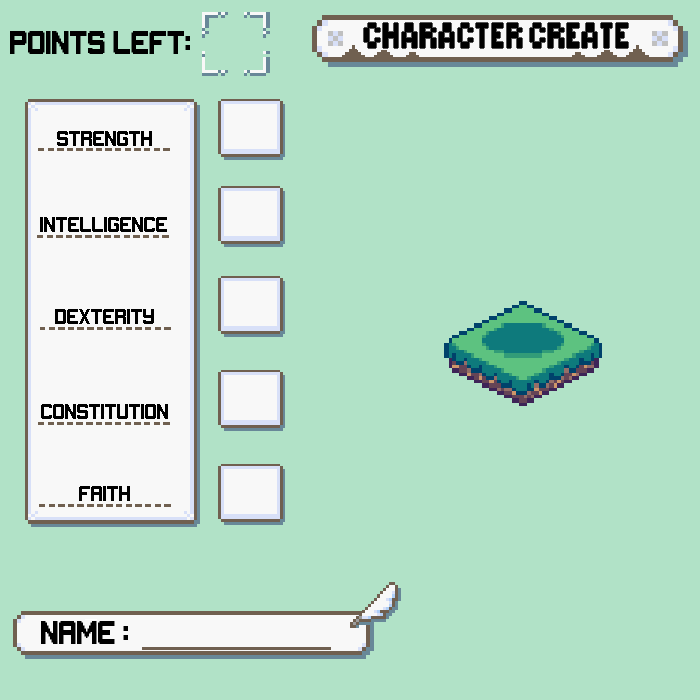 POINTS LEFT:
CHARACTER CREATE
STRENGTH
INTELLIGENCE
DEXTERITY
CONSTITUTION
FAITH
NAME :